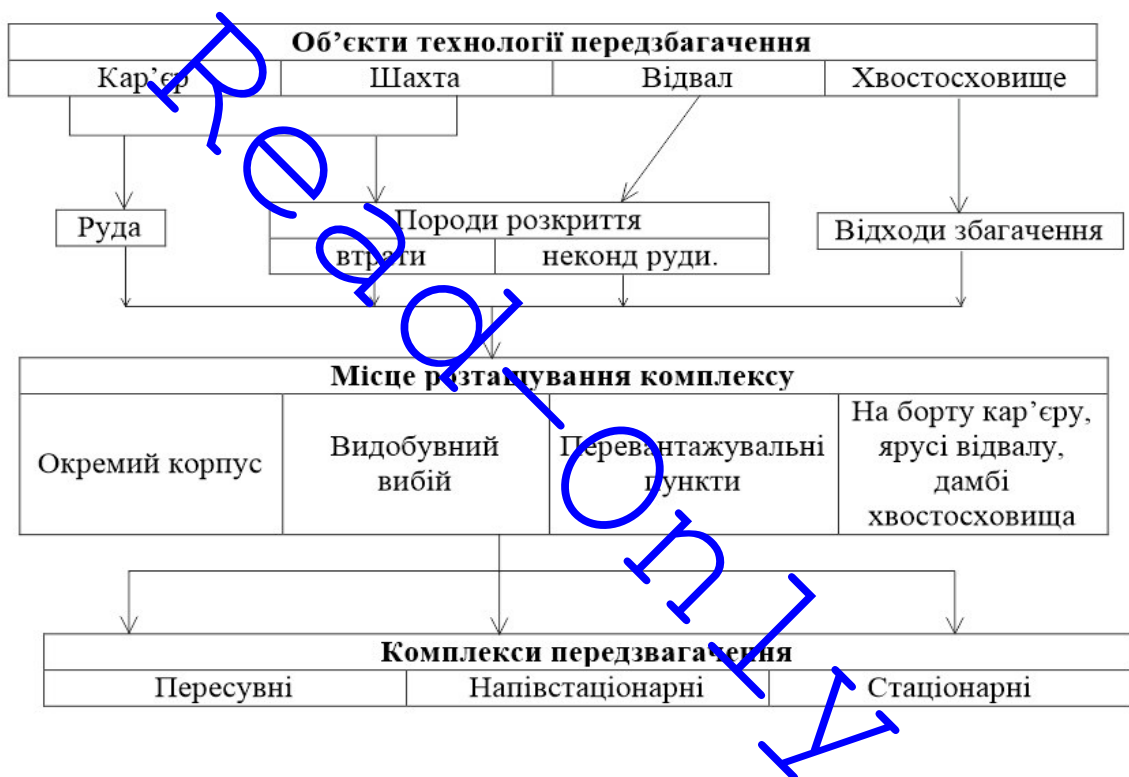 Об’єкти технології передзбагачення
Кар’єр Шахта Відвал Хвостосховище
Руда
Породи розкриття
втрати неконд руди.
Відходи збагачення
Місце розташування комплексу
Окремий корпус
Видобувний
вибій
Перевантажувальні
пункти
На борту кар’єру,
ярусі відвалу,
дамбі
хвостосховища
Комплекси передзвагачення
Пересувні Напівстаціонарні Стаціонарні
Read-Only